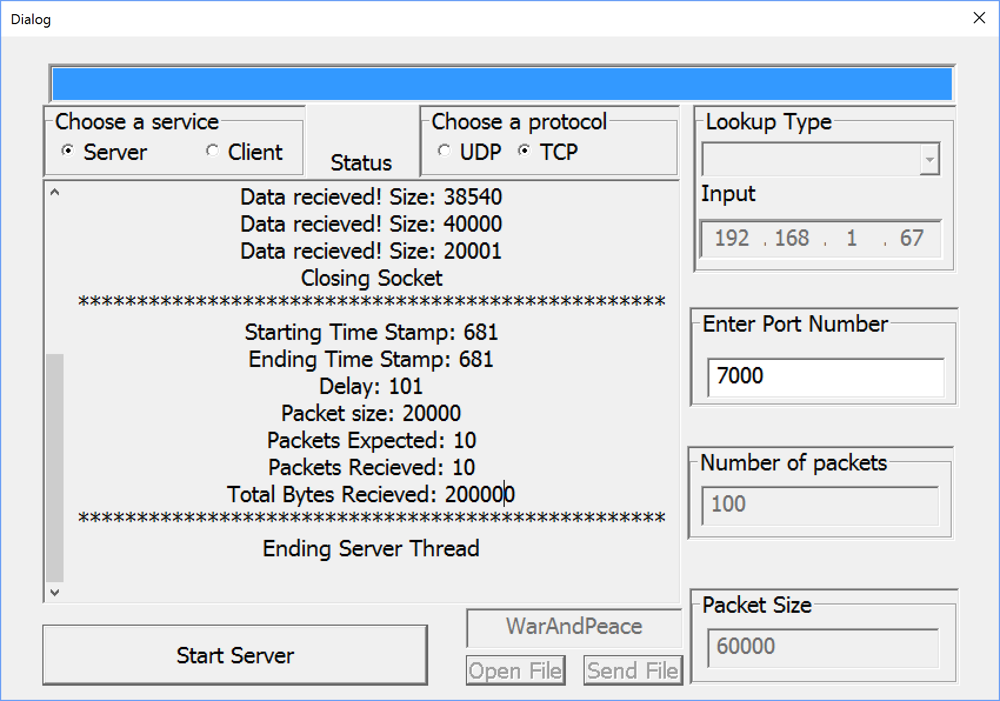 Dialog
Choose a service
Server Client
Status
Choose a protocol
UDP TCP
Lookup Type
Input
192 . 168 . 1 . 67
Data recieved! Size: 38540
Data recieved! Size: 40000
Data recieved! Size: 20001
Closing Socket
**************************************************
Starting Time Stamp: 681
Ending Time Stamp: 681
Delay: 101
Packet size: 20000
Packets Expected: 10
Packets Recieved: 10
Total Bytes Recieved: 200000
**************************************************
Ending Server Thread
Enter Port Number
7000
Number of packets
100
Packet Size
60000
Start Server
WarAndPeace
Open File Send File